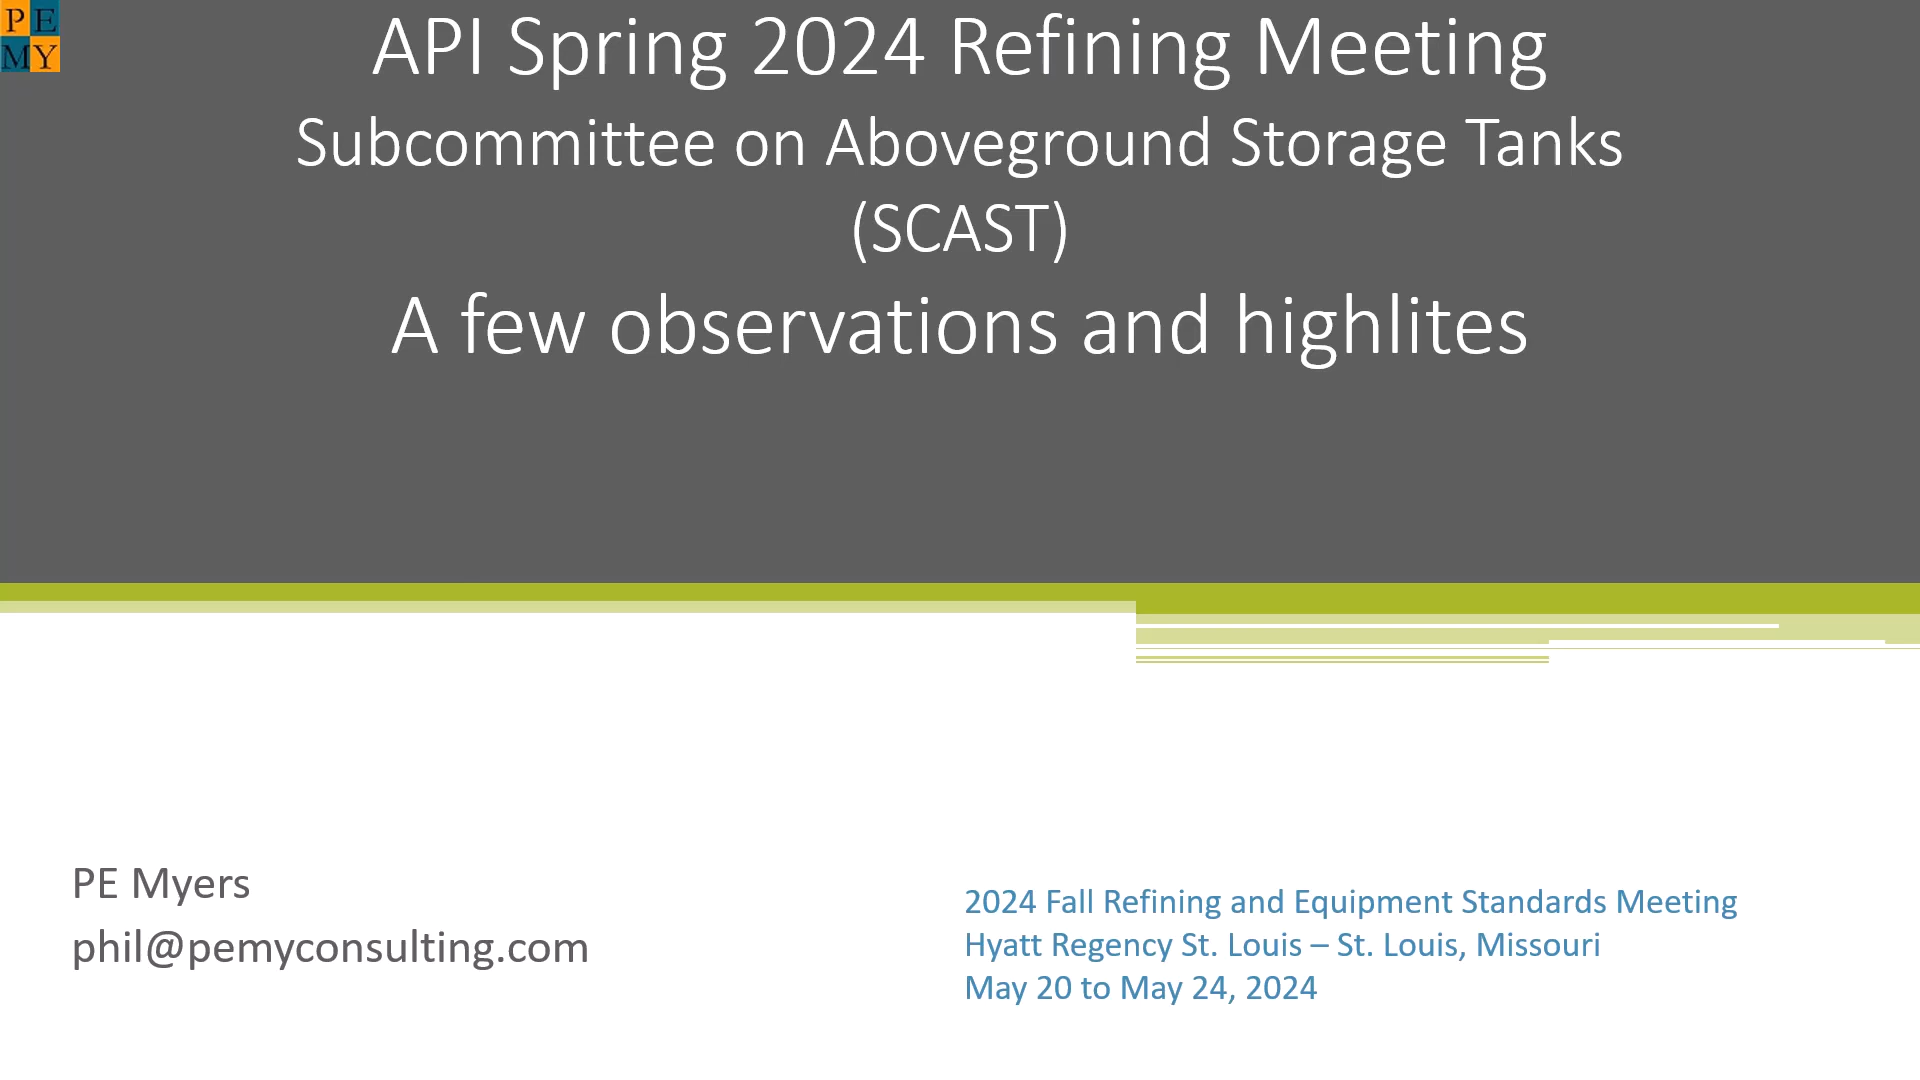 PE
MY
API Spring 2024 Refining Meeting
Subcommittee on Aboveground Storage Tanks
(SCAST)
A few observations and highlites
PE Myers
phil@pemyconsulting.com
2024 Fall Refining and Equipment Standards Meeting
Hyatt Regency St. Louis – St. Louis, Missouri
May 20 to May 24, 2024